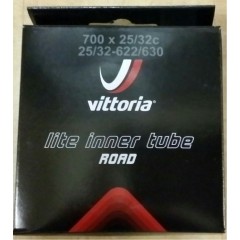 700 x 25/32c
25/32-622/630
vittoria®
lite inner tube
ROAD